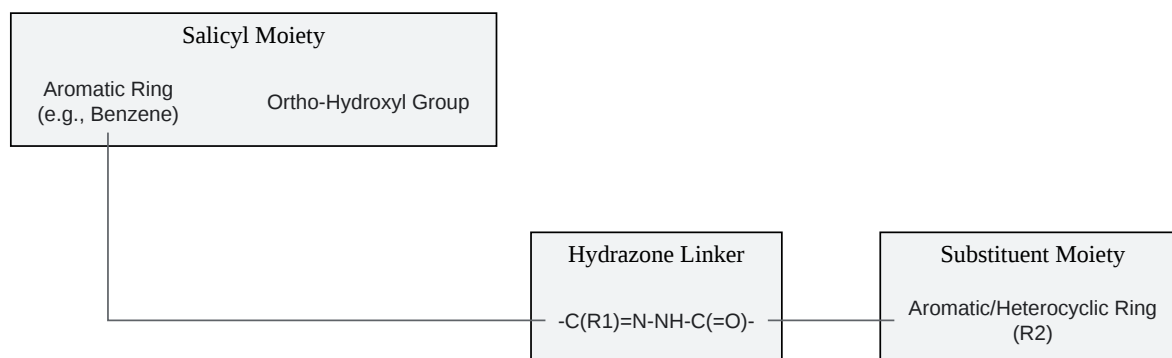 Salicyl Moiety
Aromatic Ring
(e.g., Benzene)
Ortho-Hydroxyl Group
Hydrazone Linker
-C(R1)=N-NH-C(=O)-
Substituent Moiety
Aromatic/Heterocyclic Ring
(R2)